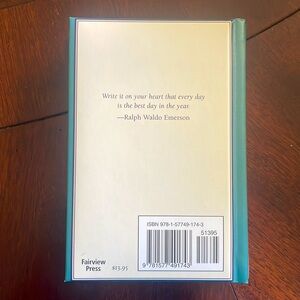 Write it on your heart that every day
is the best day in the year
—Ralph Waldo Emerson
ISBN 978-1-57749-174-3
51395
9 781577 491743
Fairview
Press $13.95